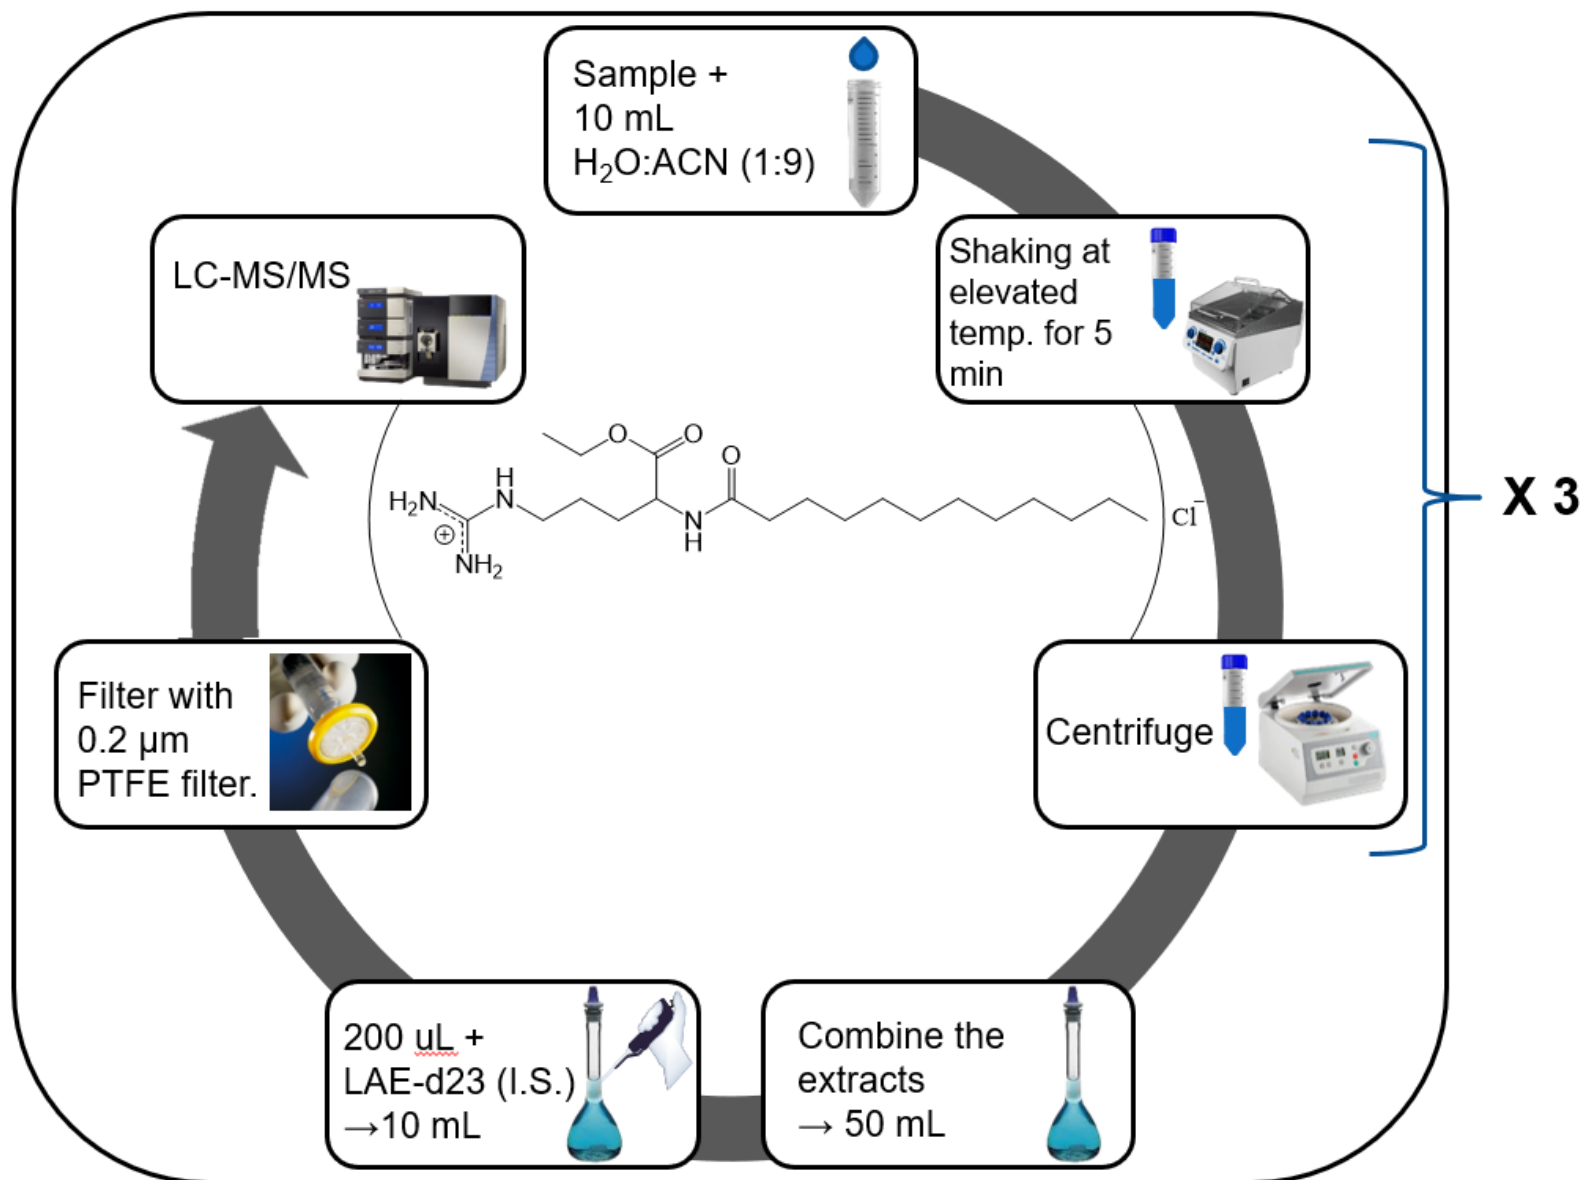 Sample +
10 mL
H₂O:ACN (1:9)
Shaking at
elevated
temp. for 5
min
Centrifuge
X 3
Combine the
extracts
→ 50 mL
200 uL +
LAE-d23 (I.S.)
→10 mL
Filter with
0.2 µm
PTFE filter.
LC-MS/MS
O
O
O
H
N
H₂N
⊕
NH₂
N
H
Cl⁻